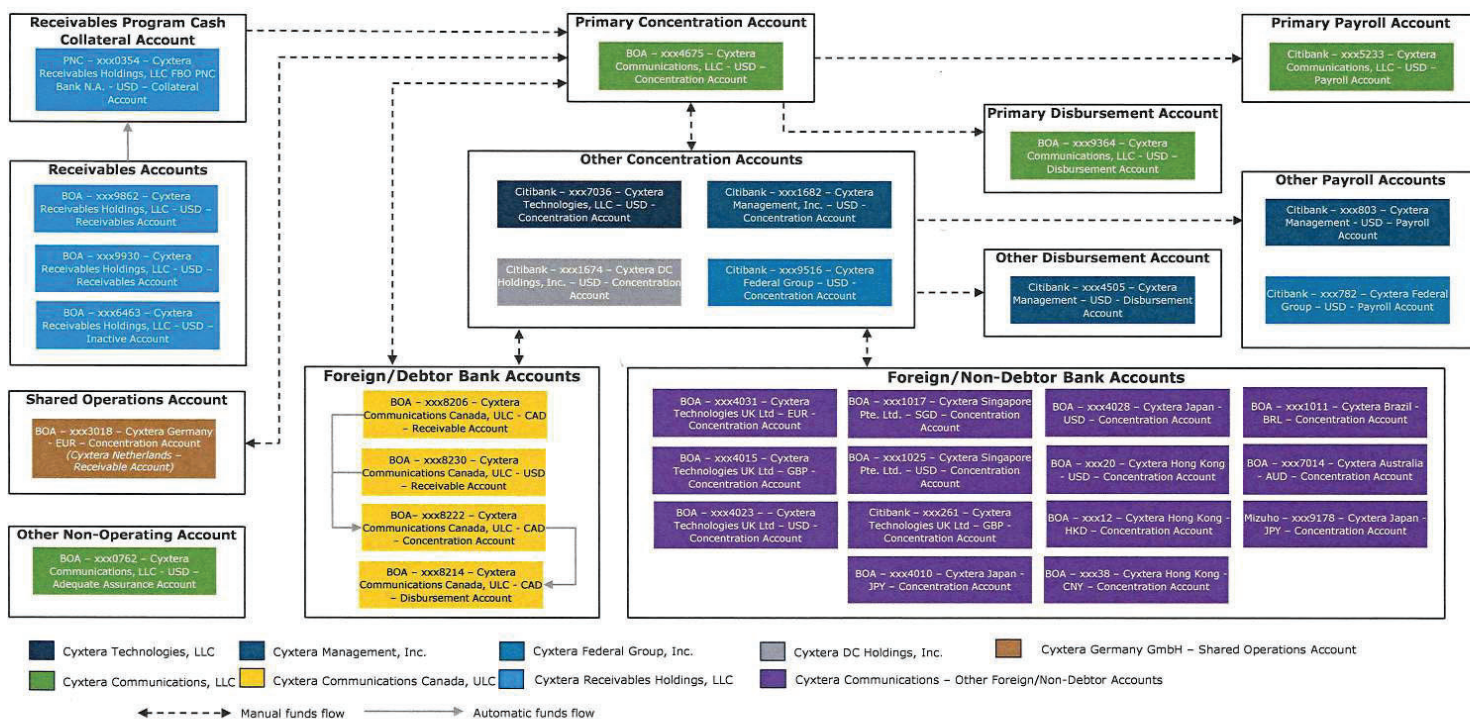 Receivables Program Cash
Collateral Account
PNC – xxx0354 – Cyxtera
Receivables Holdings, LLC FBO PNC
Bank N.A. - USD – Collateral
Account
Primary Concentration Account
BOA – xxx4675 – Cyxtera
Communications, LLC - USD –
Concentration Account
Primary Payroll Account
Citibank – xxx5233 – Cyxtera
Communications, LLC - USD –
Payroll Account
Primary Disbursement Account
BOA – xxx9364 – Cyxtera
Communications, LLC - USD –
Disbursement Account
Receivables Accounts
BOA – xxx9862 – Cyxtera
Receivables Holdings, LLC - USD –
Receivables Account
BOA – xxx9930 – Cyxtera
Receivables Holdings, LLC - USD –
Receivables Account
BOA – xxx6463 – Cyxtera
Receivables Holdings, LLC - USD –
Inactive Account
Other Concentration Accounts
Citibank – xxx7036 – Cyxtera
Technologies, LLC – USD -
Concentration Account
Citibank – xxx1682 – Cyxtera
Management, Inc. – USD -
Concentration Account
Citibank – xxx1674 – Cyxtera DC
Holdings, Inc. – USD - Concentration
Account
Citibank – xxx9516 – Cyxtera
Federal Group – USD -
Concentration Account
Other Payroll Accounts
Citibank – xxx803 – Cyxtera
Management - USD – Payroll
Account
Citibank – xxx782 – Cyxtera Federal
Group – USD - Payroll Account
Other Disbursement Account
Citibank – xxx4505 – Cyxtera
Management – USD - Disbursement
Account
Shared Operations Account
BOA – xxx3018 – Cyxtera Germany
- EUR – Concentration Account
(Cyxtera Netherlands –
Receivable Account)
Other Non-Operating Account
BOA – xxx0762 – Cyxtera
Communications, LLC – USD –
Adequate Assurance Account
Foreign/Debtor Bank Accounts
BOA – xxx8206 – Cyxtera
Communications Canada, ULC - CAD
– Receivable Account
BOA – xxx8230 – Cyxtera
Communications Canada, ULC - USD
– Receivable Account
BOA– xxx8222 – Cyxtera
Communications Canada, ULC - CAD
– Concentration Account
BOA – xxx8214 – Cyxtera
Communications Canada, ULC - CAD
– Disbursement Account
Foreign/Non-Debtor Bank Accounts
BOA – xxx4031 – Cyxtera
Technologies UK Ltd – EUR -
Concentration Account
BOA – xxx1017 – Cyxtera Singapore
Pte. Ltd. – SGD – Concentration
Account
BOA – xxx4028 – Cyxtera Japan -
USD – Concentration Account
BOA – xxx1011 – Cyxtera Brazil -
BRL – Concentration Account
BOA – xxx4015 – Cyxtera
Technologies UK Ltd – GBP -
Concentration Account
BOA – xxx1025 – Cyxtera Singapore
Pte. Ltd. – USD – Concentration
Account
BOA – xxx20 – Cyxtera Hong Kong
- USD – Concentration Account
BOA – xxx7014 – Cyxtera Australia
- AUD – Concentration Account
BOA – xxx4023 – – Cyxtera
Technologies UK Ltd – USD -
Concentration Account
Citibank – xxx261 – Cyxtera
Technologies UK Ltd – GBP -
Concentration Account
BOA – xxx12 – Cyxtera Hong Kong -
HKD – Concentration Account
Mizuho – xxx9178 – Cyxtera Japan -
JPY – Concentration Account
BOA – xxx4010 – Cyxtera Japan -
JPY – Concentration Account
BOA – xxx38 – Cyxtera Hong Kong -
CNY – Concentration Account
Cyxtera Technologies, LLC
Cyxtera Management, Inc.
Cyxtera Federal Group, Inc.
Cyxtera DC Holdings, Inc.
Cyxtera Germany GmbH – Shared Operations Account
Cyxtera Communications, LLC
Cyxtera Communications Canada, ULC
Cyxtera Receivables Holdings, LLC
Cyxtera Communications – Other Foreign/Non-Debtor Accounts
Manual funds flow
Automatic funds flow